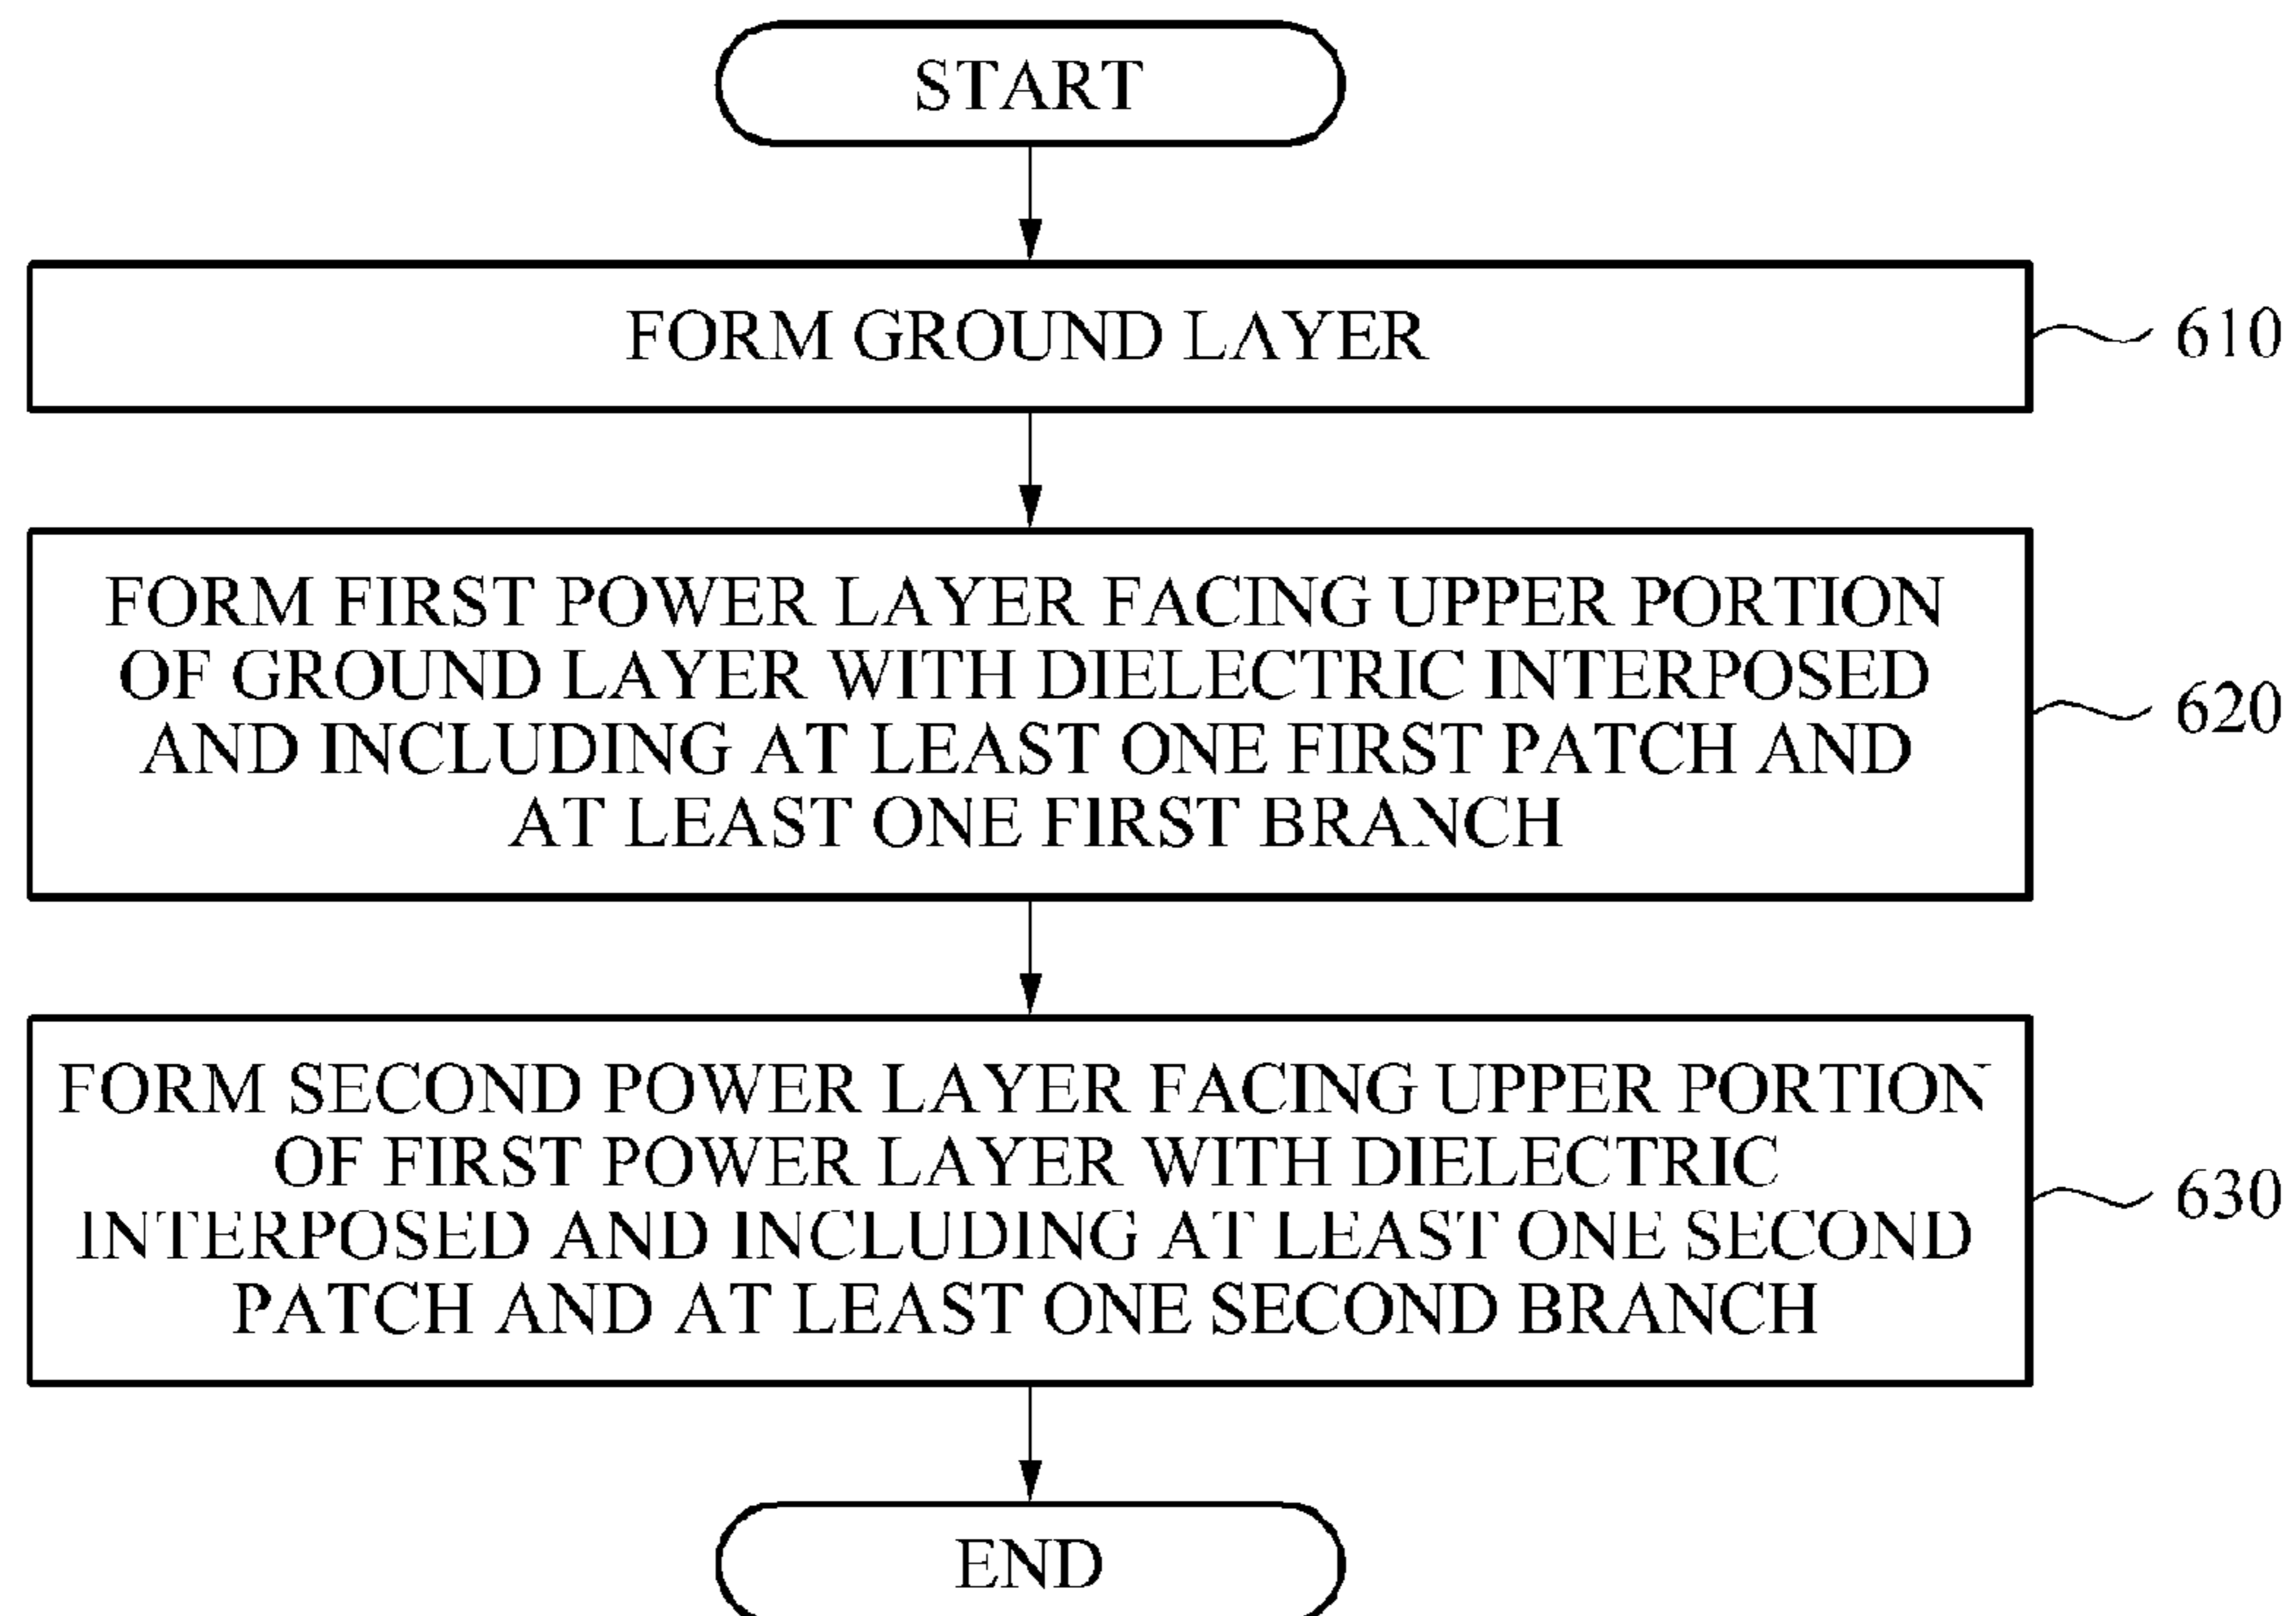 START
FORM GROUND LAYER
610
FORM FIRST POWER LAYER FACING UPPER PORTION
OF GROUND LAYER WITH DIELECTRIC INTERPOSED
AND INCLUDING AT LEAST ONE FIRST PATCH AND
AT LEAST ONE FIRST BRANCH
620
FORM SECOND POWER LAYER FACING UPPER PORTION
OF FIRST POWER LAYER WITH DIELECTRIC
INTERPOSED AND INCLUDING AT LEAST ONE SECOND
PATCH AND AT LEAST ONE SECOND BRANCH
630
END